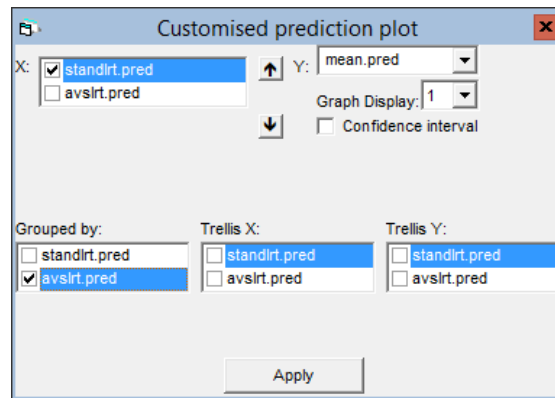 Customised prediction plot
X:
standlrt.pred
avslrt.pred
Y: mean.pred
Graph Display: 1
Confidence interval
Grouped by:
standlrt.pred
avslrt.pred
Trellis X:
standlrt.pred
avslrt.pred
Trellis Y:
standlrt.pred
avslrt.pred
Apply